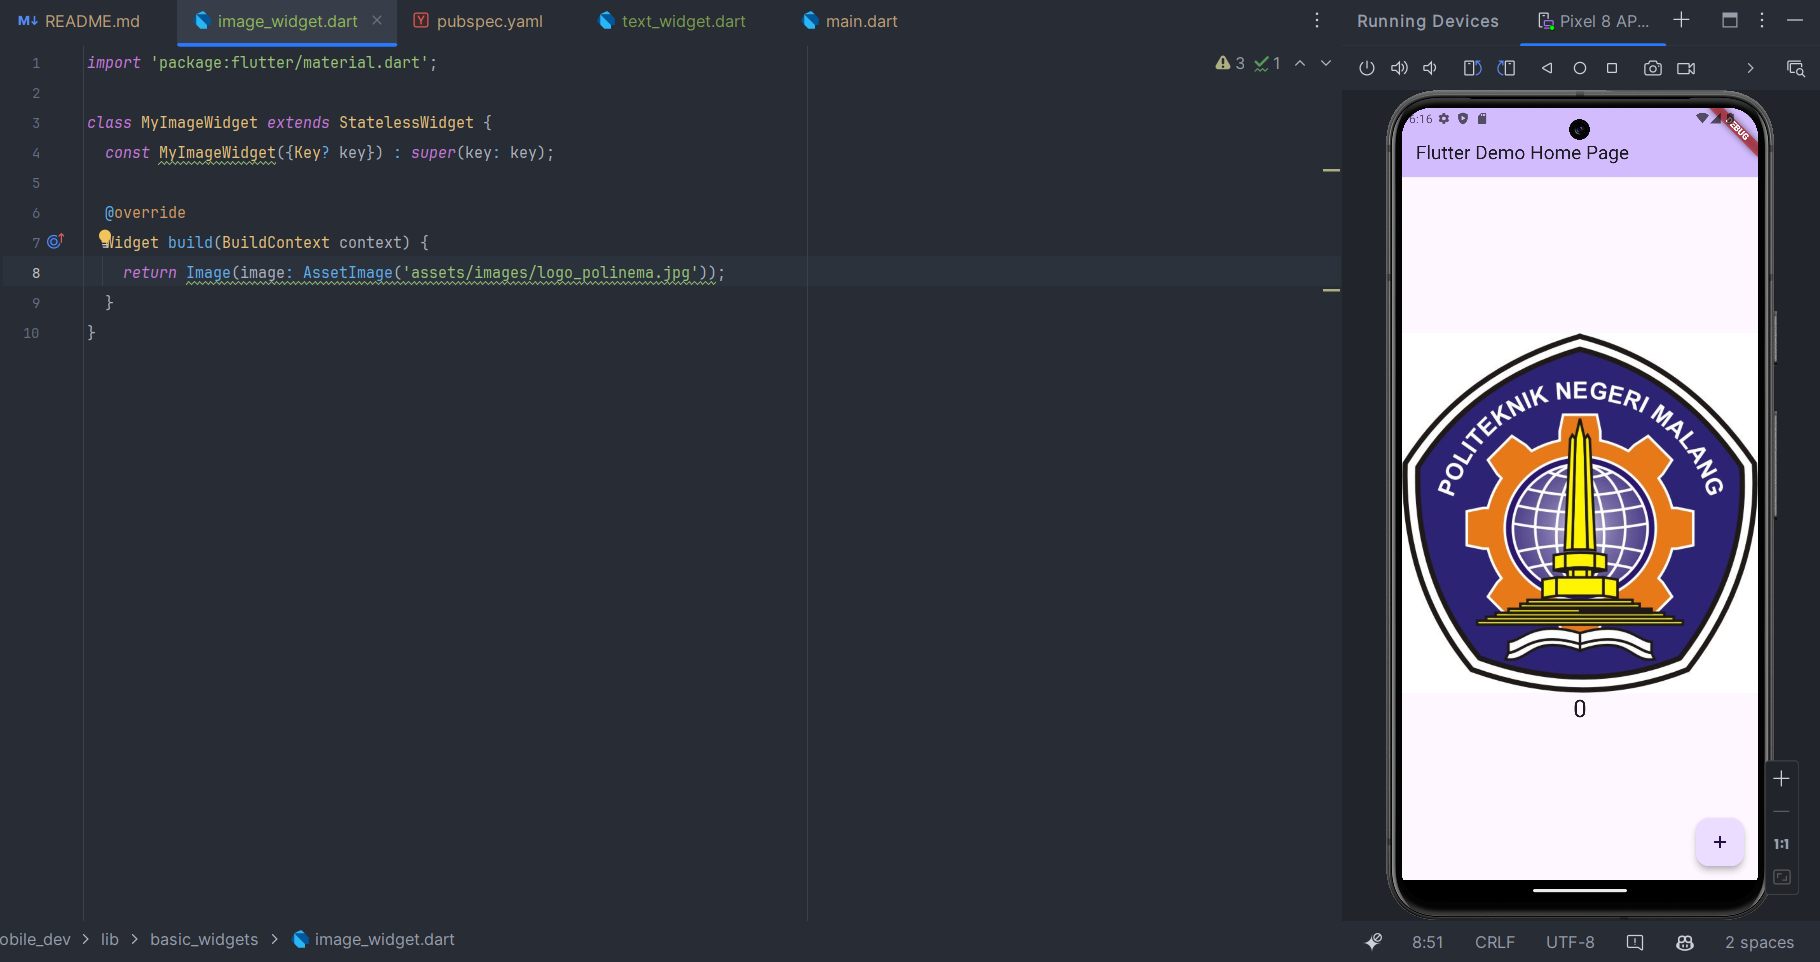 M↓ README.md
image_widget.dart
pubspec.yaml
text_widget.dart
main.dart
Running Devices
Pixel 8 AP...
3
1
1 import 'package:flutter/material.dart';
2
3 class MyImageWidget extends StatelessWidget {
4 const MyImageWidget({Key? key}) : super(key: key);
5
6 @override
7 Widget build(BuildContext context) {
8 return Image(image: AssetImage('assets/images/logo_polinema.jpg'));
9 }
10 }
6:16
DEBUG
Flutter Demo Home Page
POLITEKNIK NEGERI MALANG
0
+
1:1
obile_dev > lib > basic_widgets > image_widget.dart
8:51
CRLF
UTF-8
2 spaces